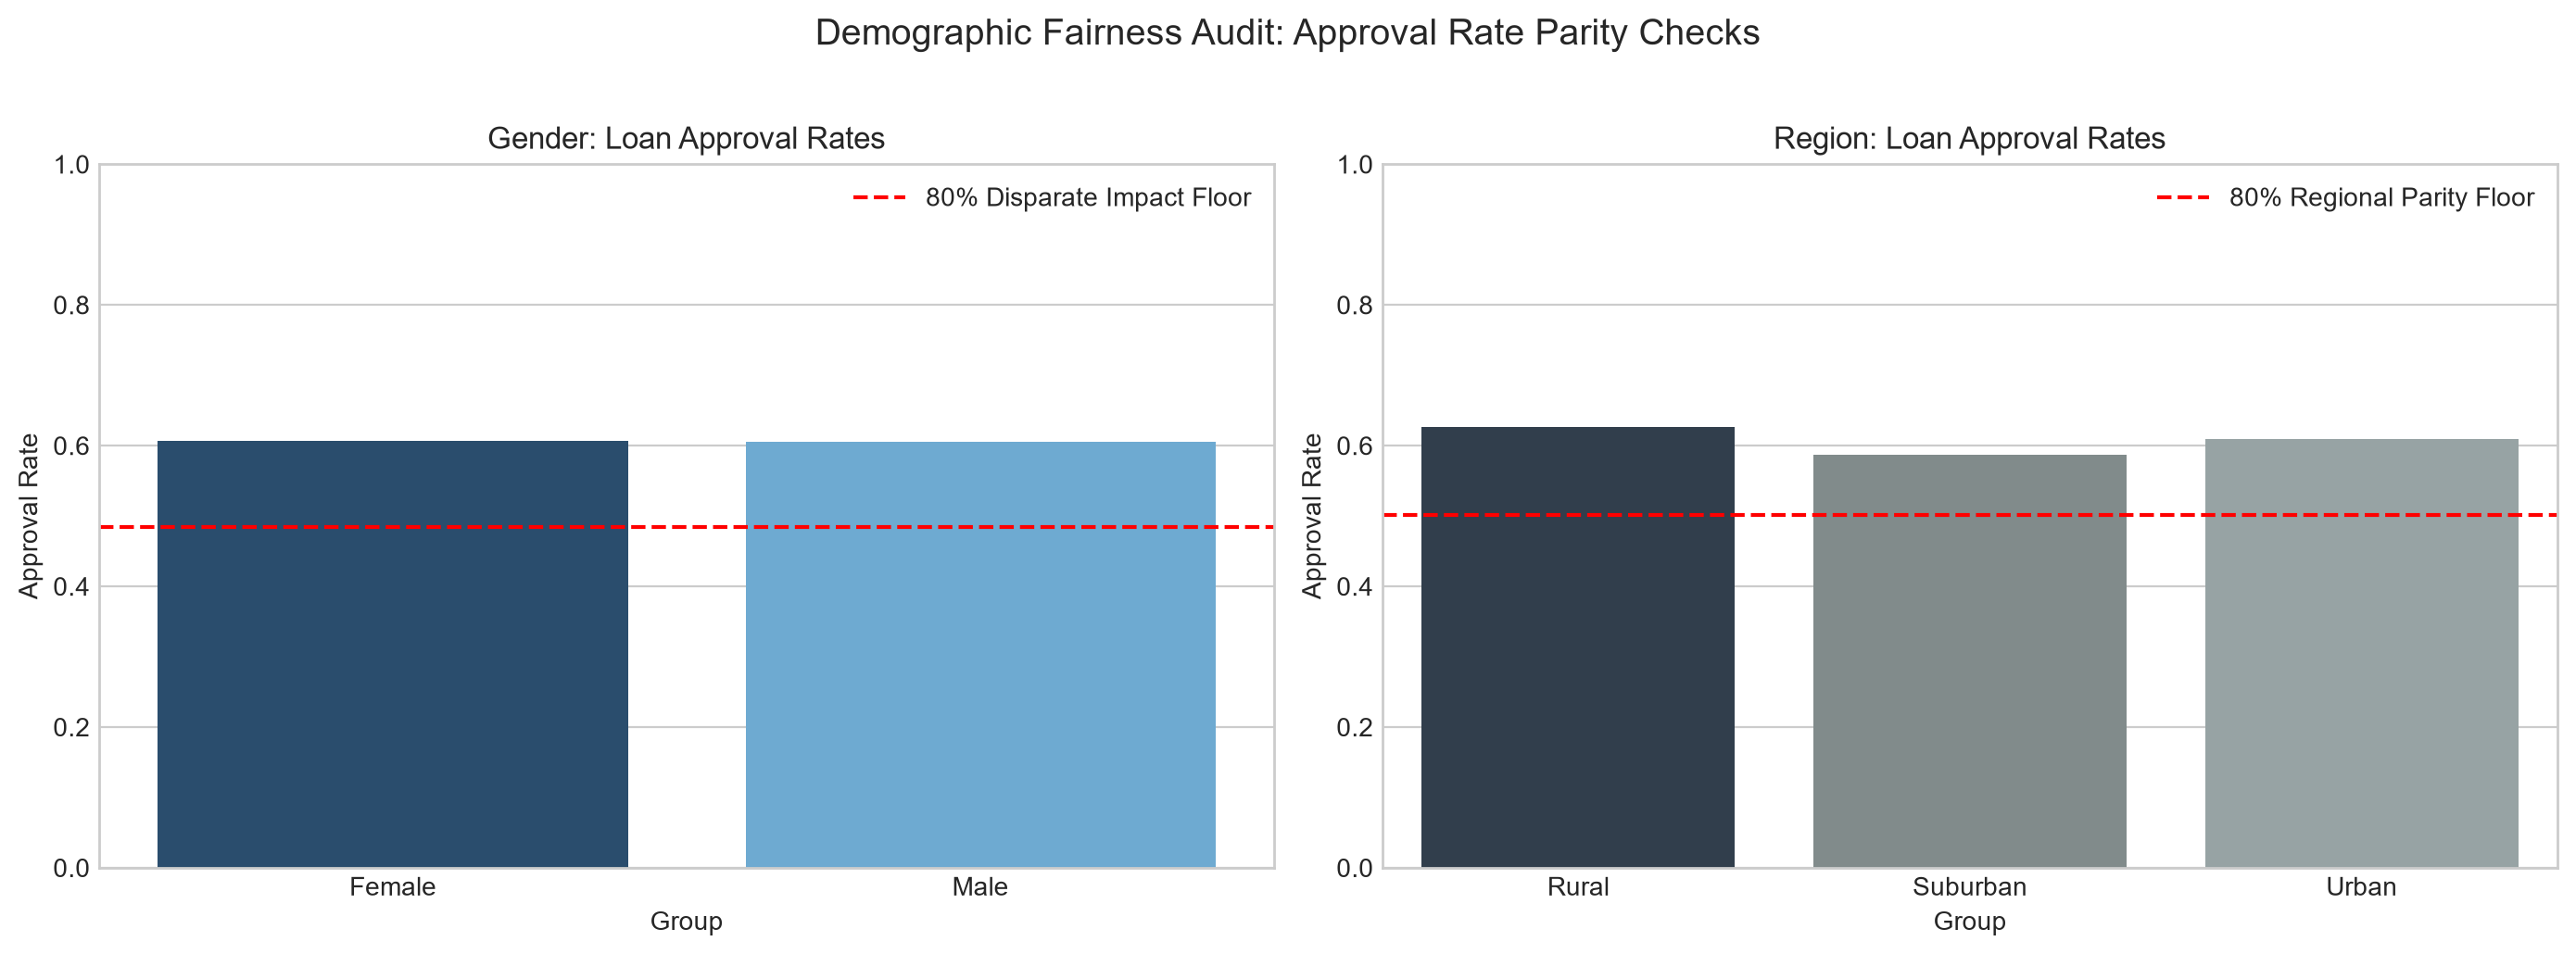 Demographic Fairness Audit: Approval Rate Parity Checks
Gender: Loan Approval Rates
80% Disparate Impact Floor
1.0
0.8
0.6
0.4
0.2
0.0
Approval Rate
Female
Male
Group
Region: Loan Approval Rates
80% Regional Parity Floor
1.0
0.8
0.6
0.4
0.2
0.0
Approval Rate
Rural
Suburban
Urban
Group